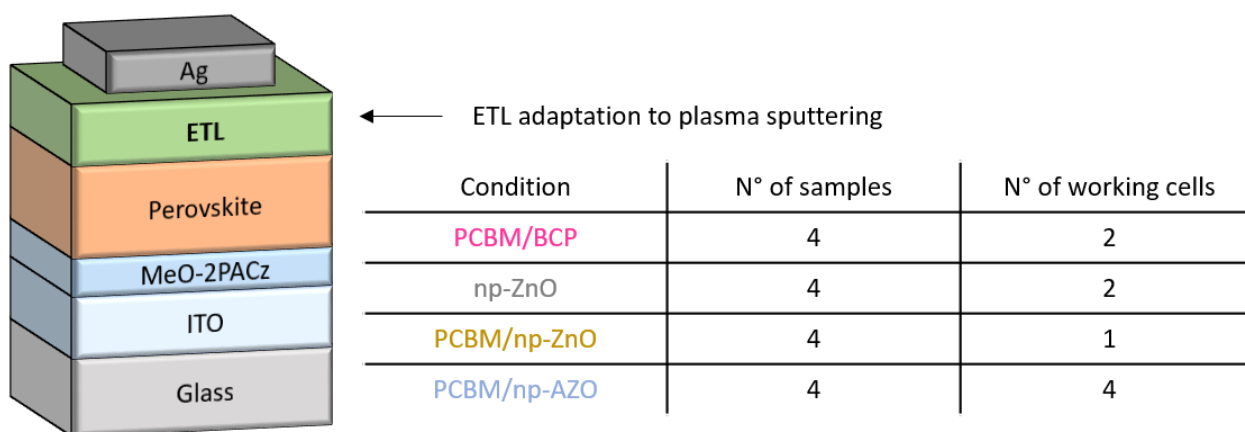 Ag
ETL
Perovskite
MeO-2PACz
ITO
Glass
ETL adaptation to plasma sputtering
Condition N° of samples N° of working cells
PCBM/BCP 4 2
np-ZnO 4 2
PCBM/np-ZnO 4 1
PCBM/np-AZO 4 4